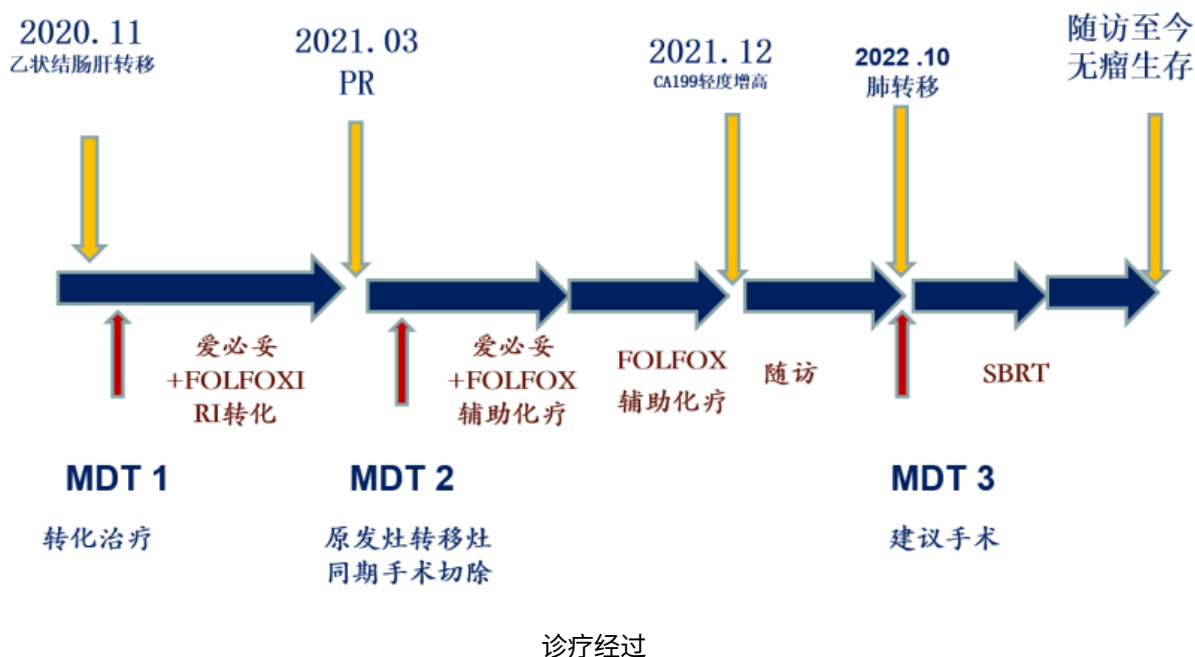 2020.11
乙状结肠肝转移
2021.03
PR
2021.12
CA199轻度增高
2022 .10
肺转移
随访至今
无瘤生存
爱必妥
+FOLFOXI
RI转化
爱必妥
+FOLFOX
辅助化疗
FOLFOX
辅助化疗
随访
SBRT
MDT 1
转化治疗
MDT 2
原发灶转移灶
同期手术切除
MDT 3
建议手术
诊疗经过